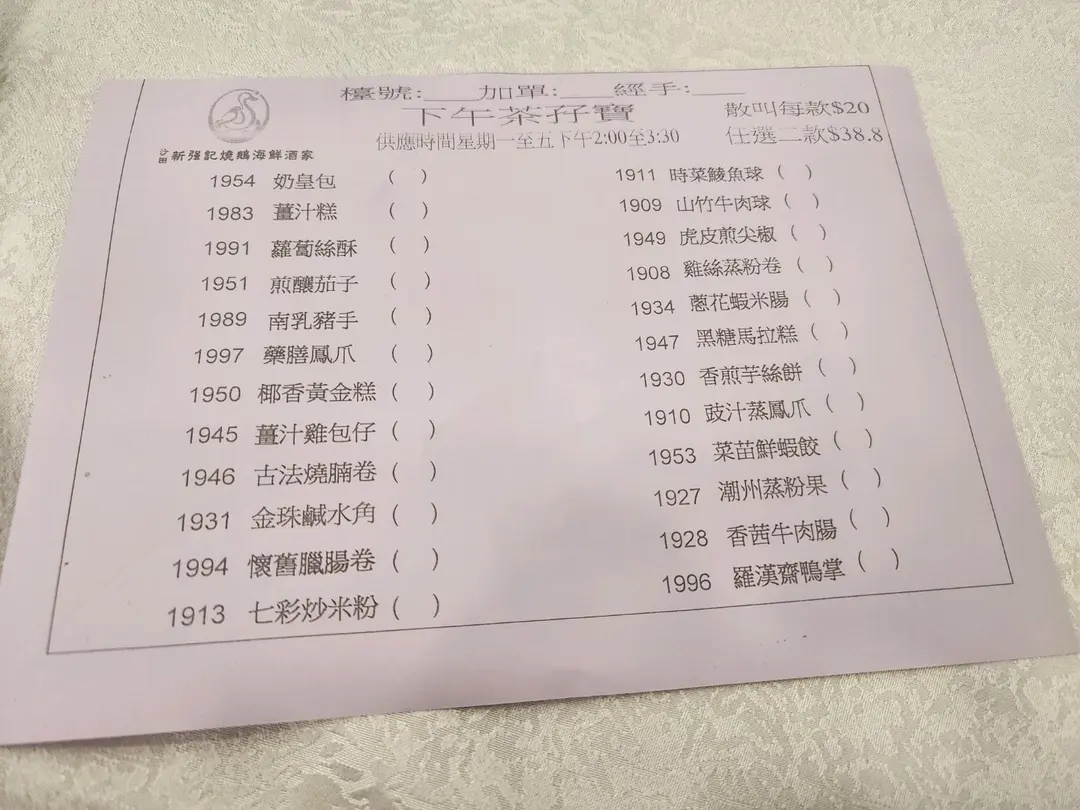 檯號:___加單:___經手:___
下午茶孖寶
供應時間星期一至五下午2:00至3:30
散叫每款$20
任選二款$38.8
沙田新强記燒鵝海鮮酒家
1954 奶皇包 ( )
1983 薑汁糕 ( )
1991 蘿蔔絲酥 ( )
1951 煎釀茄子 ( )
1989 南乳豬手 ( )
1997 藥膳鳳爪 ( )
1950 椰香黃金糕 ( )
1945 薑汁雞包仔 ( )
1946 古法燒腩卷 ( )
1931 金珠鹹水角 ( )
1994 懷舊臘腸卷 ( )
1913 七彩炒米粉 ( )
1911 時菜鯪魚球 ( )
1909 山竹牛肉球 ( )
1949 虎皮煎尖椒 ( )
1908 雞絲蒸粉卷 ( )
1934 蔥花蝦米腸 ( )
1947 黑糖馬拉糕 ( )
1930 香煎芋絲餅 ( )
1910 豉汁蒸鳳爪 ( )
1953 菜苗鮮蝦餃 ( )
1927 潮州蒸粉果 ( )
1928 香茜牛肉腸 ( )
1996 羅漢齋鴨掌 ( )